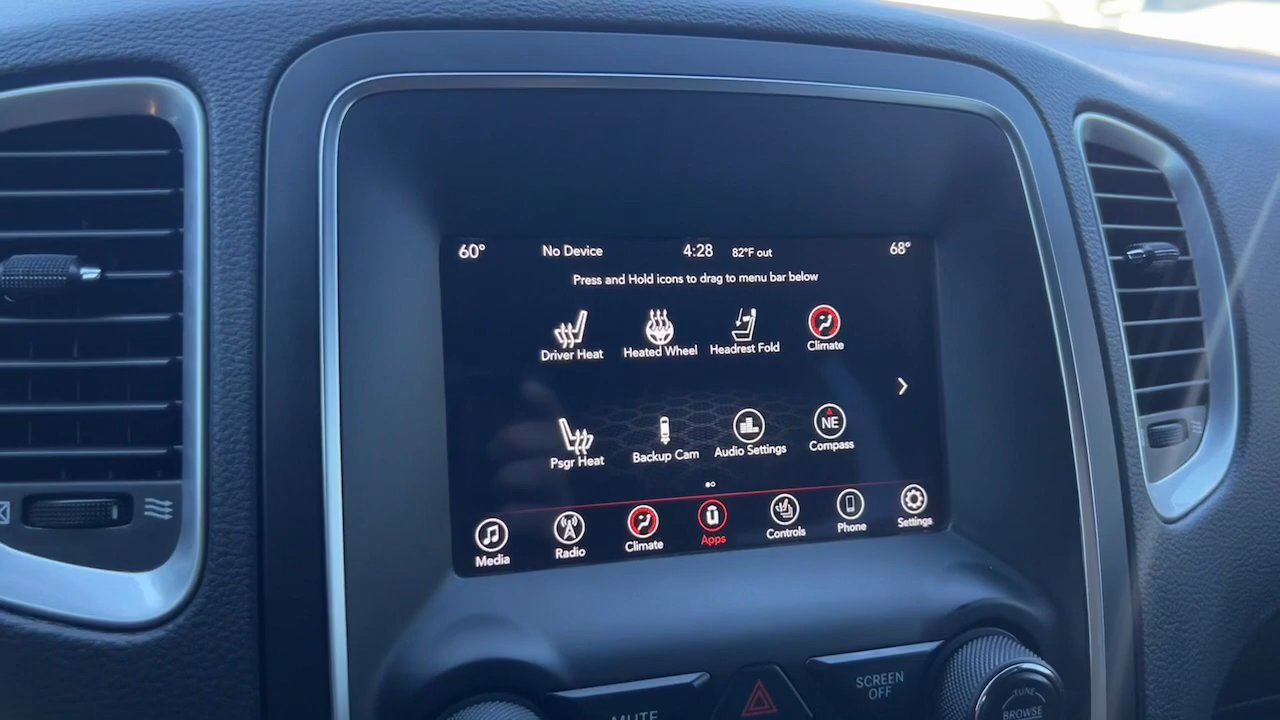 60° No Device 4:28 82°F out 68°
Press and Hold icons to drag to menu bar below
Driver Heat Heated Wheel Headrest Fold Climate
NE
Psgr Heat Backup Cam Audio Settings Compass
Media Radio Climate Apps Controls Phone Settings
MUTE
SCREEN
OFF
TUNE
BROWSE